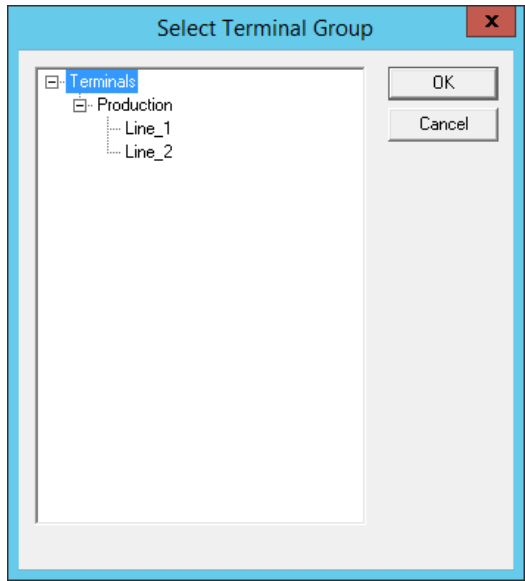 Select Terminal Group
x
Terminals
Production
Line_1
Line_2
OK
Cancel